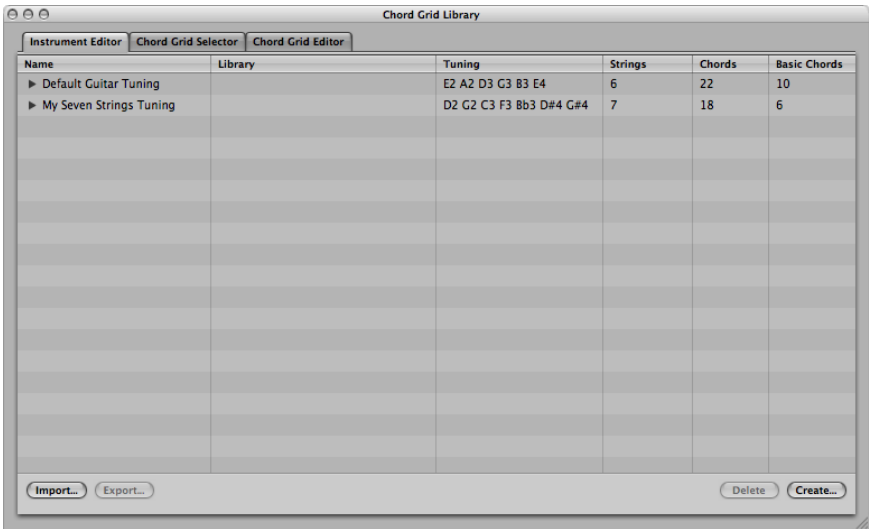 Chord Grid Library
Instrument Editor Chord Grid Selector Chord Grid Editor
Name Library Tuning Strings Chords Basic Chords
Default Guitar Tuning E2 A2 D3 G3 B3 E4 6 22 10
My Seven Strings Tuning D2 G2 C3 F3 Bb3 D#4 G#4 7 18 6
Import... Export... Delete Create...